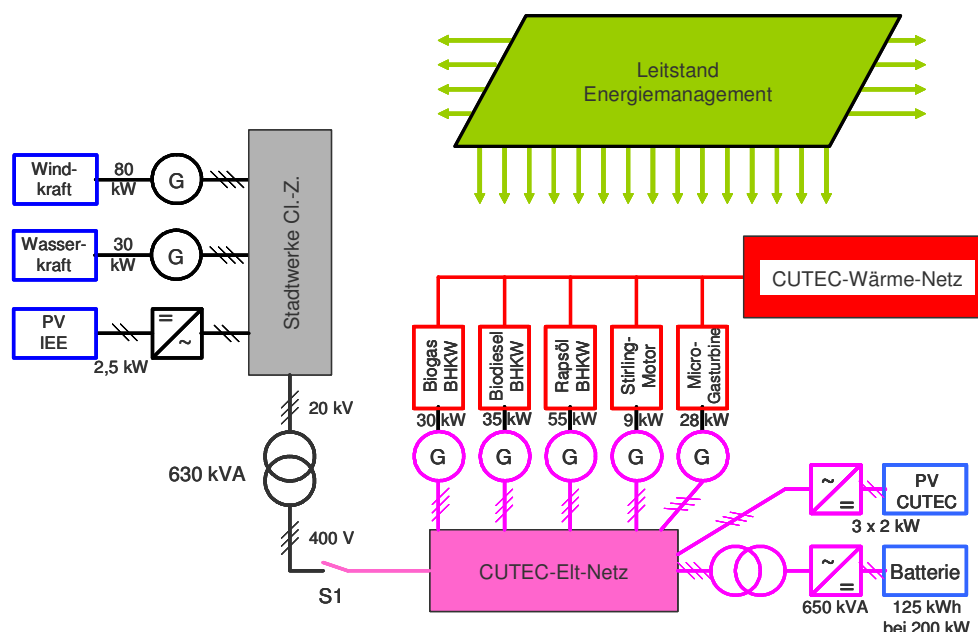 Leitstand
Energiemanagement
Wind-
kraft
80
kW
G
Wasser-
kraft
30
kW
G
PV
IEE
2,5 kW
=
~
Stadtwerke Cl.-Z.
20 kV
630 kVA
400 V
S1
CUTEC-Wärme-Netz
Biogas
BHKW
Biodiesel
BHKW
Rapsöl
BHKW
Stirling-
Motor
Micro-
Gasturbine
30 kW
35 kW
55 kW
9 kW
28 kW
G
G
G
G
G
CUTEC-Elt-Netz
~
=
PV
CUTEC
3 x 2 kW
~
=
650 kVA
Batterie
125 kWh
bei 200 kW